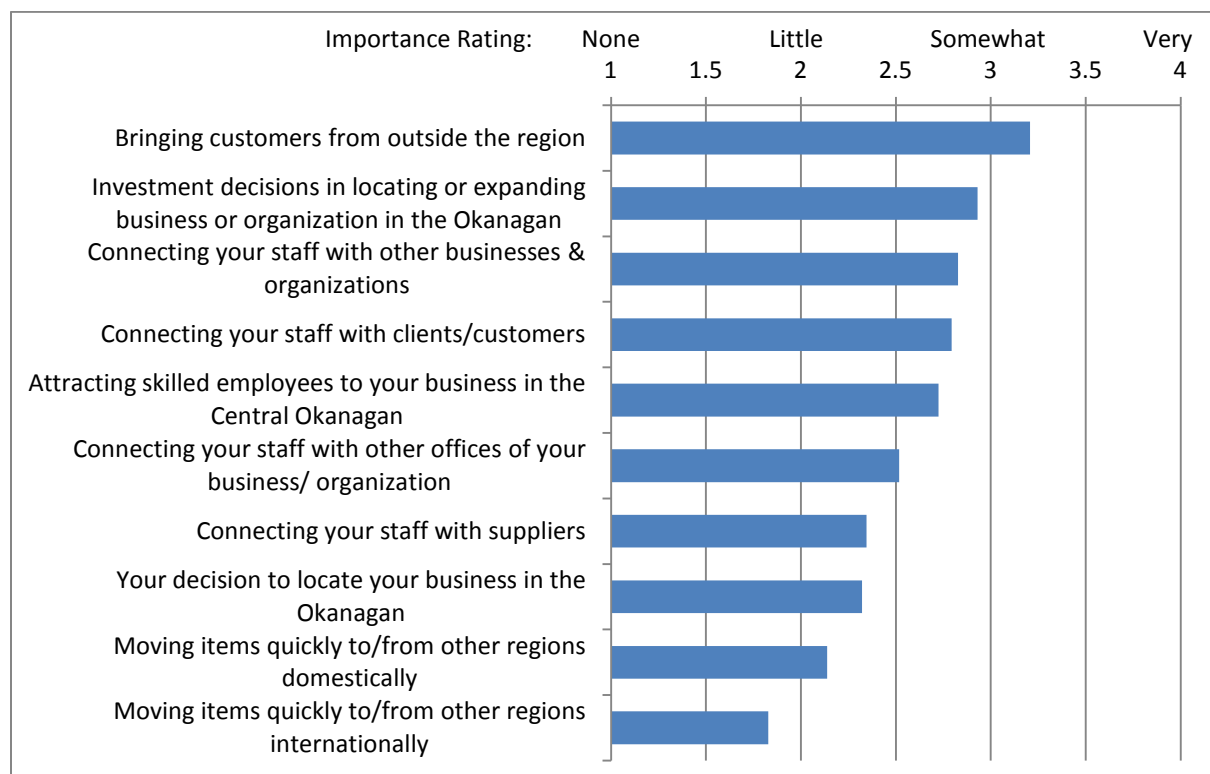 Importance Rating: None Little Somewhat Very
1 1.5 2 2.5 3 3.5 4
Bringing customers from outside the region
Investment decisions in locating or expanding
business or organization in the Okanagan
Connecting your staff with other businesses &
organizations
Connecting your staff with clients/customers
Attracting skilled employees to your business in the
Central Okanagan
Connecting your staff with other offices of your
business/ organization
Connecting your staff with suppliers
Your decision to locate your business in the
Okanagan
Moving items quickly to/from other regions
domestically
Moving items quickly to/from other regions
internationally